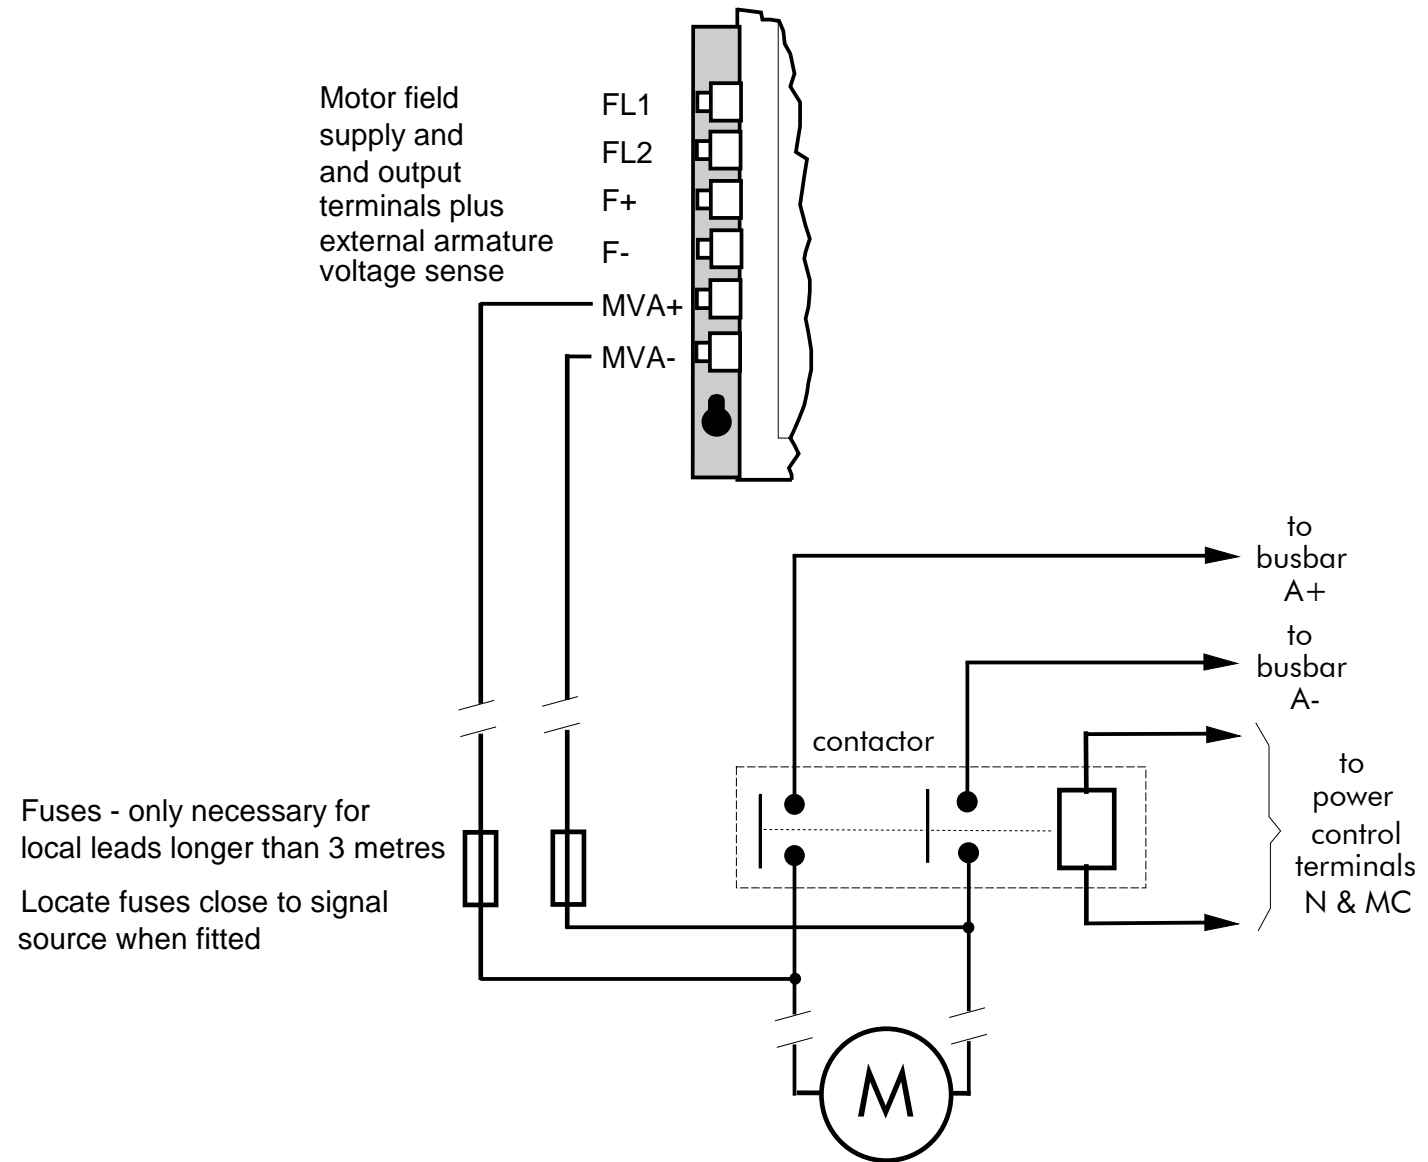 Motor field
supply and
and output
terminals plus
external armature
voltage sense
FL1
FL2
F+
F-
MVA+
MVA-
to
busbar
A+
to
busbar
A-
contactor
to
power
control
terminals
N & MC
Fuses - only necessary for
local leads longer than 3 metres
Locate fuses close to signal
source when fitted
M